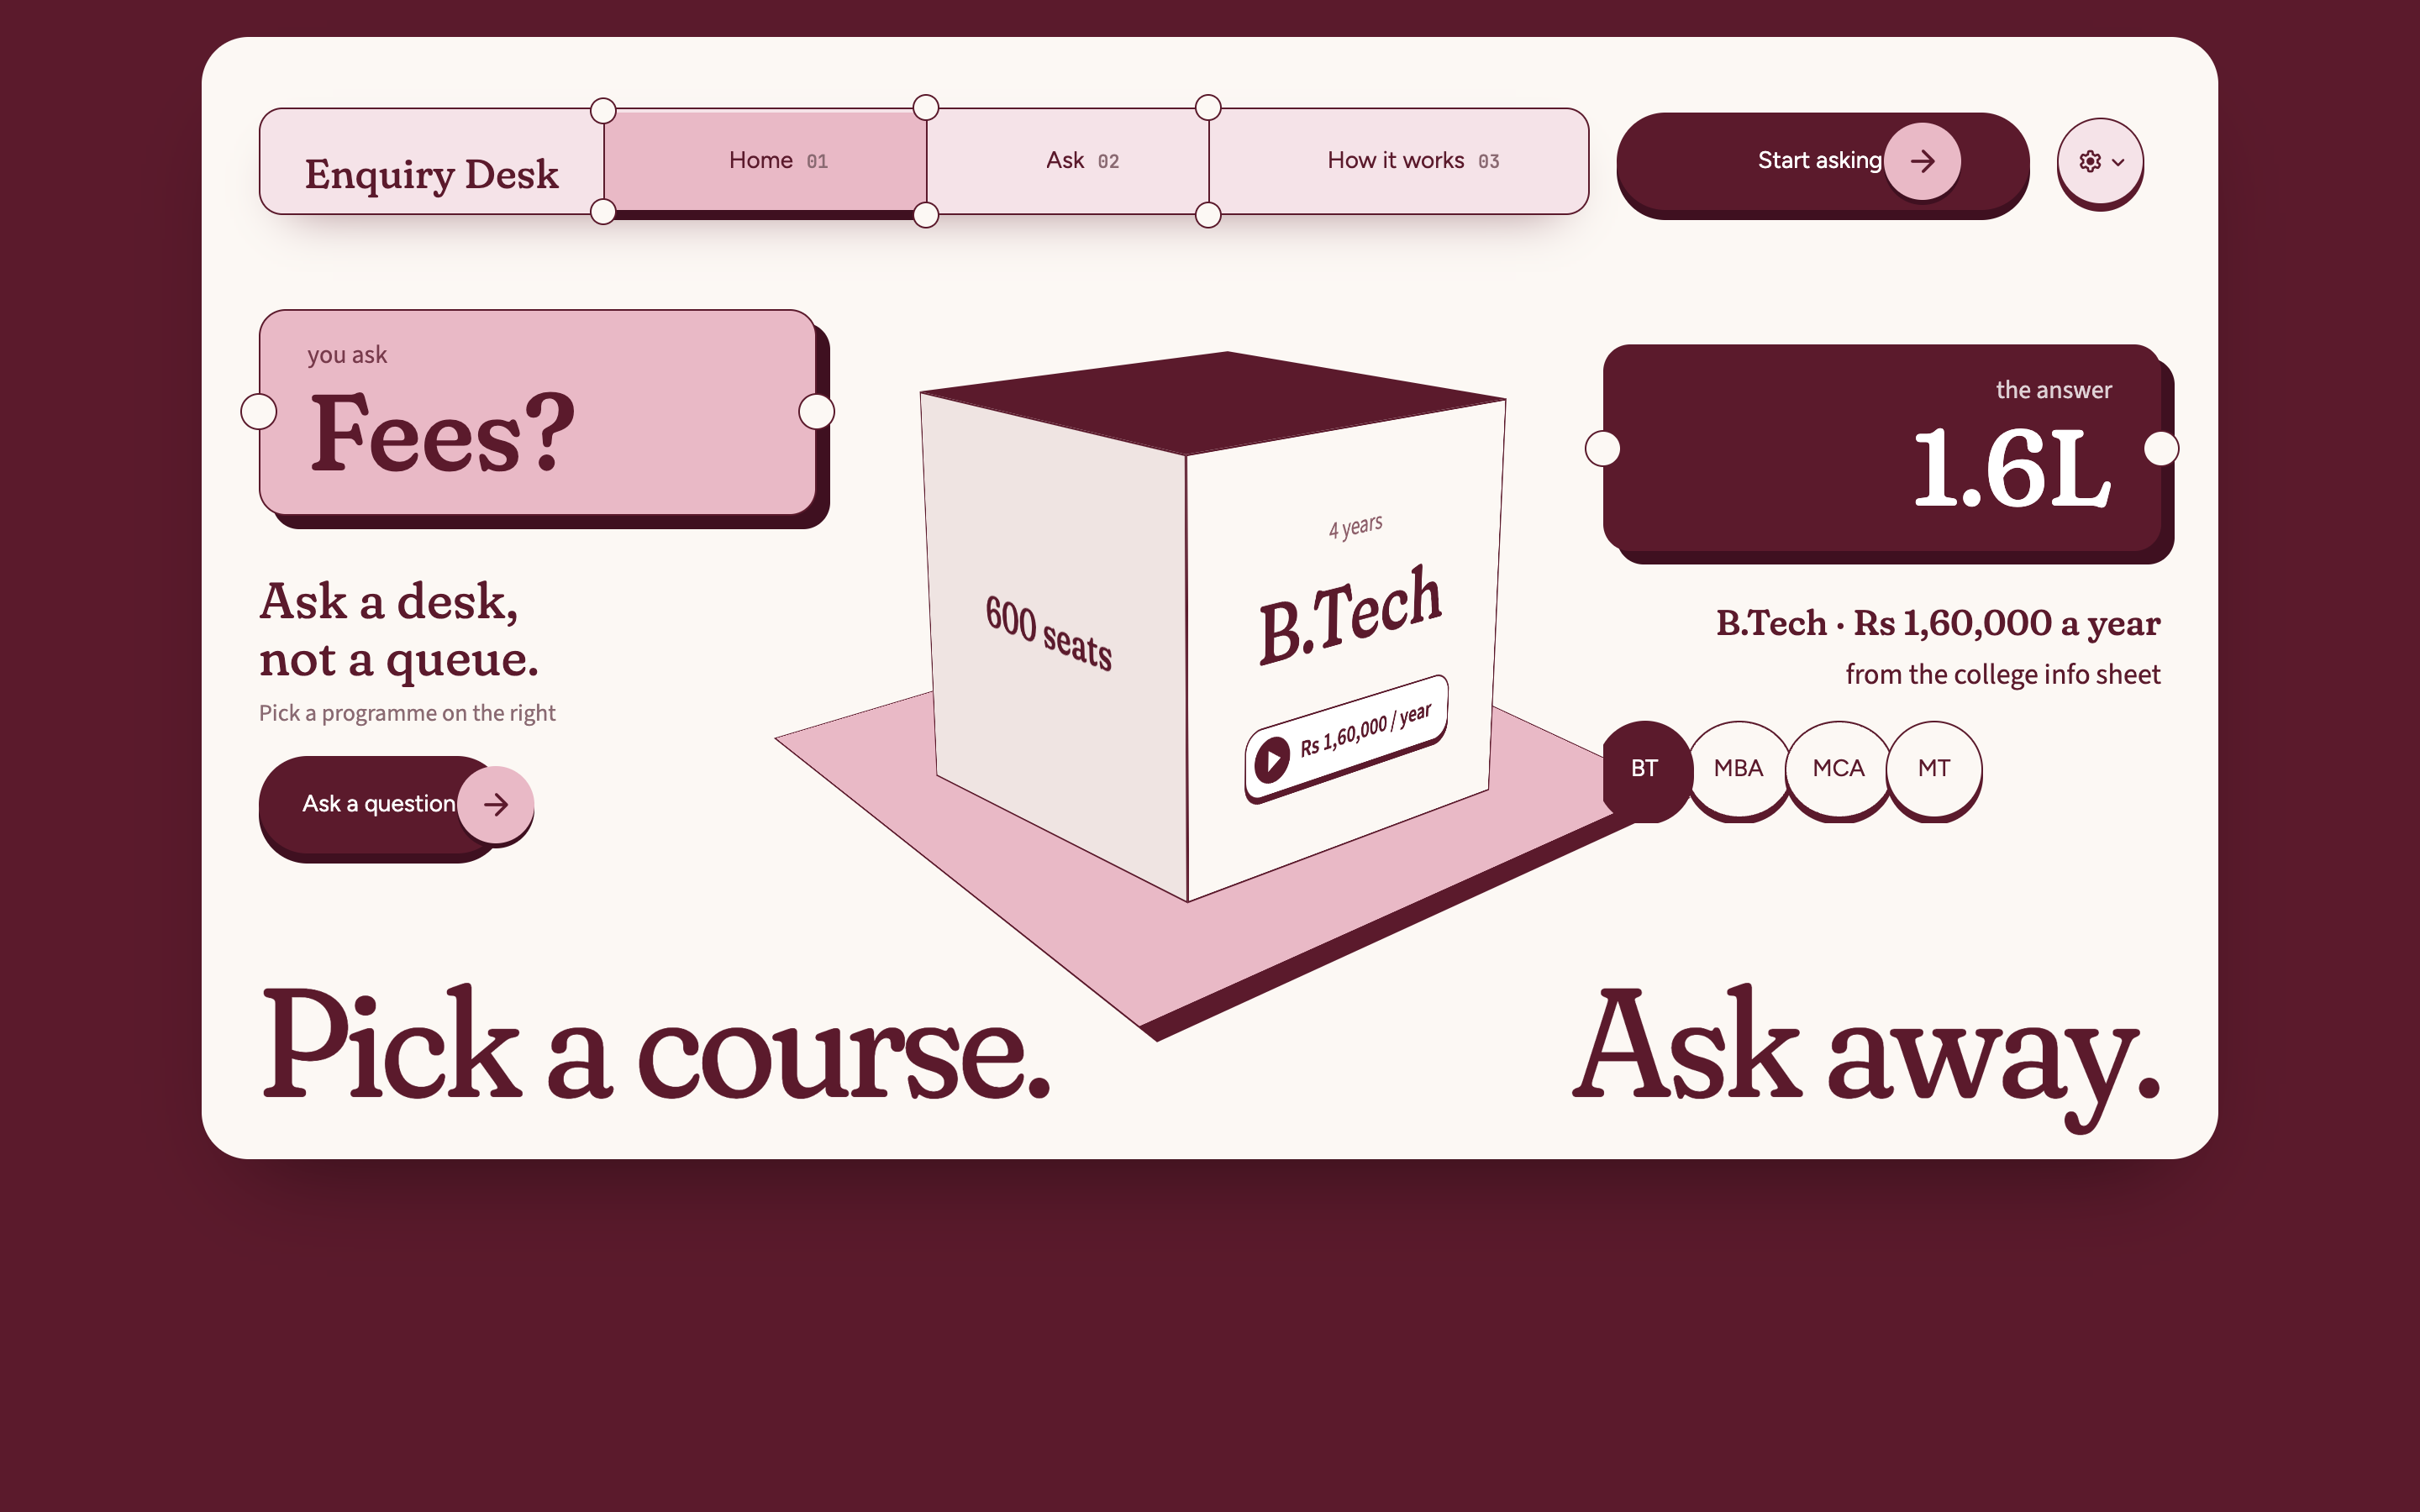 Enquiry Desk
Home 01
Ask 02
How it works 03
Start asking
you ask
Fees?
the answer
1.6L
4 years
B.Tech
Rs 1,60,000 / year
600 seats
Ask a desk,
not a queue.
Pick a programme on the right
Ask a question
B.Tech · Rs 1,60,000 a year
from the college info sheet
BT
MBA
MCA
MT
Pick a course.
Ask away.